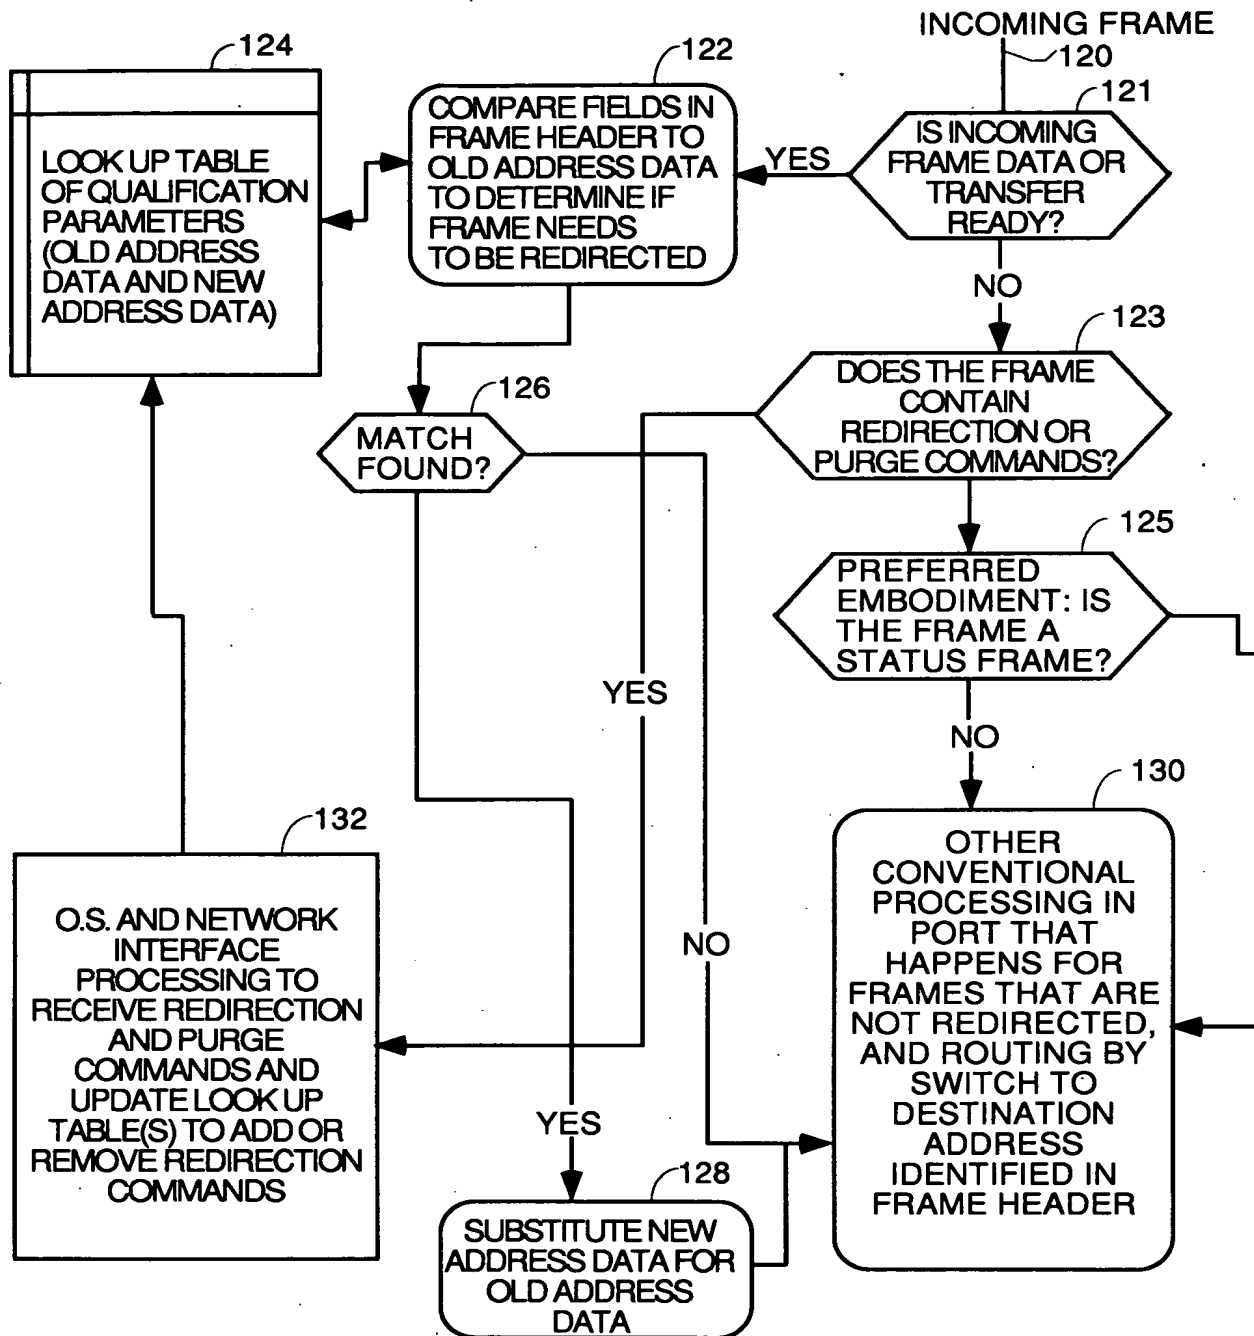 INCOMING FRAME
120
121
IS INCOMING
FRAME DATA OR
TRANSFER
READY?
YES
NO
122
COMPARE FIELDS IN
FRAME HEADER TO
OLD ADDRESS DATA
TO DETERMINE IF
FRAME NEEDS
TO BE REDIRECTED
124
LOOK UP TABLE
OF QUALIFICATION
PARAMETERS
(OLD ADDRESS
DATA AND NEW
ADDRESS DATA)
123
DOES THE FRAME
CONTAIN
REDIRECTION OR
PURGE COMMANDS?
126
MATCH
FOUND?
125
PREFERRED
EMBODIMENT: IS
THE FRAME A
STATUS FRAME?
YES
NO
130
OTHER
CONVENTIONAL
PROCESSING IN
PORT THAT
HAPPENS FOR
FRAMES THAT ARE
NOT REDIRECTED,
AND ROUTING BY
SWITCH TO
DESTINATION
ADDRESS
IDENTIFIED IN
FRAME HEADER
132
O.S. AND NETWORK
INTERFACE
PROCESSING TO
RECEIVE REDIRECTION
AND PURGE
COMMANDS AND
UPDATE LOOK UP
TABLE(S) TO ADD OR
REMOVE REDIRECTION
COMMANDS
NO
YES
128
SUBSTITUTE NEW
ADDRESS DATA FOR
OLD ADDRESS
DATA